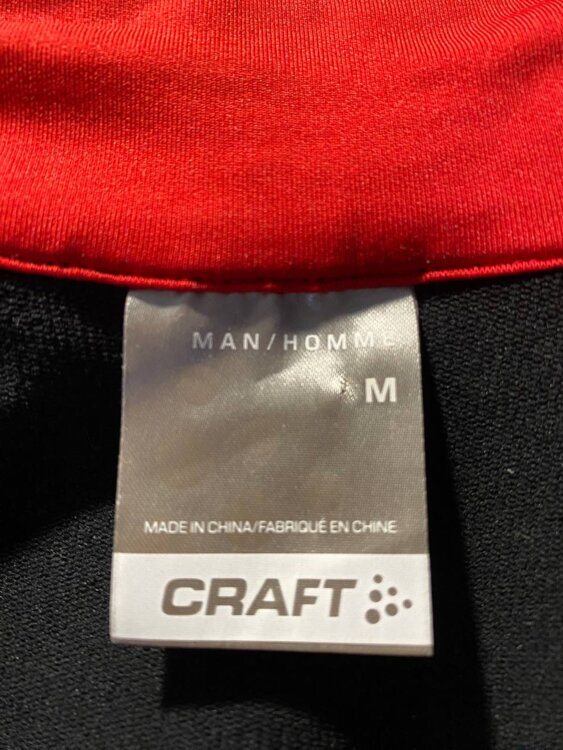 MAN/HOMME
M
MADE IN CHINA/FABRIQUÉ EN CHINE
CRAFT